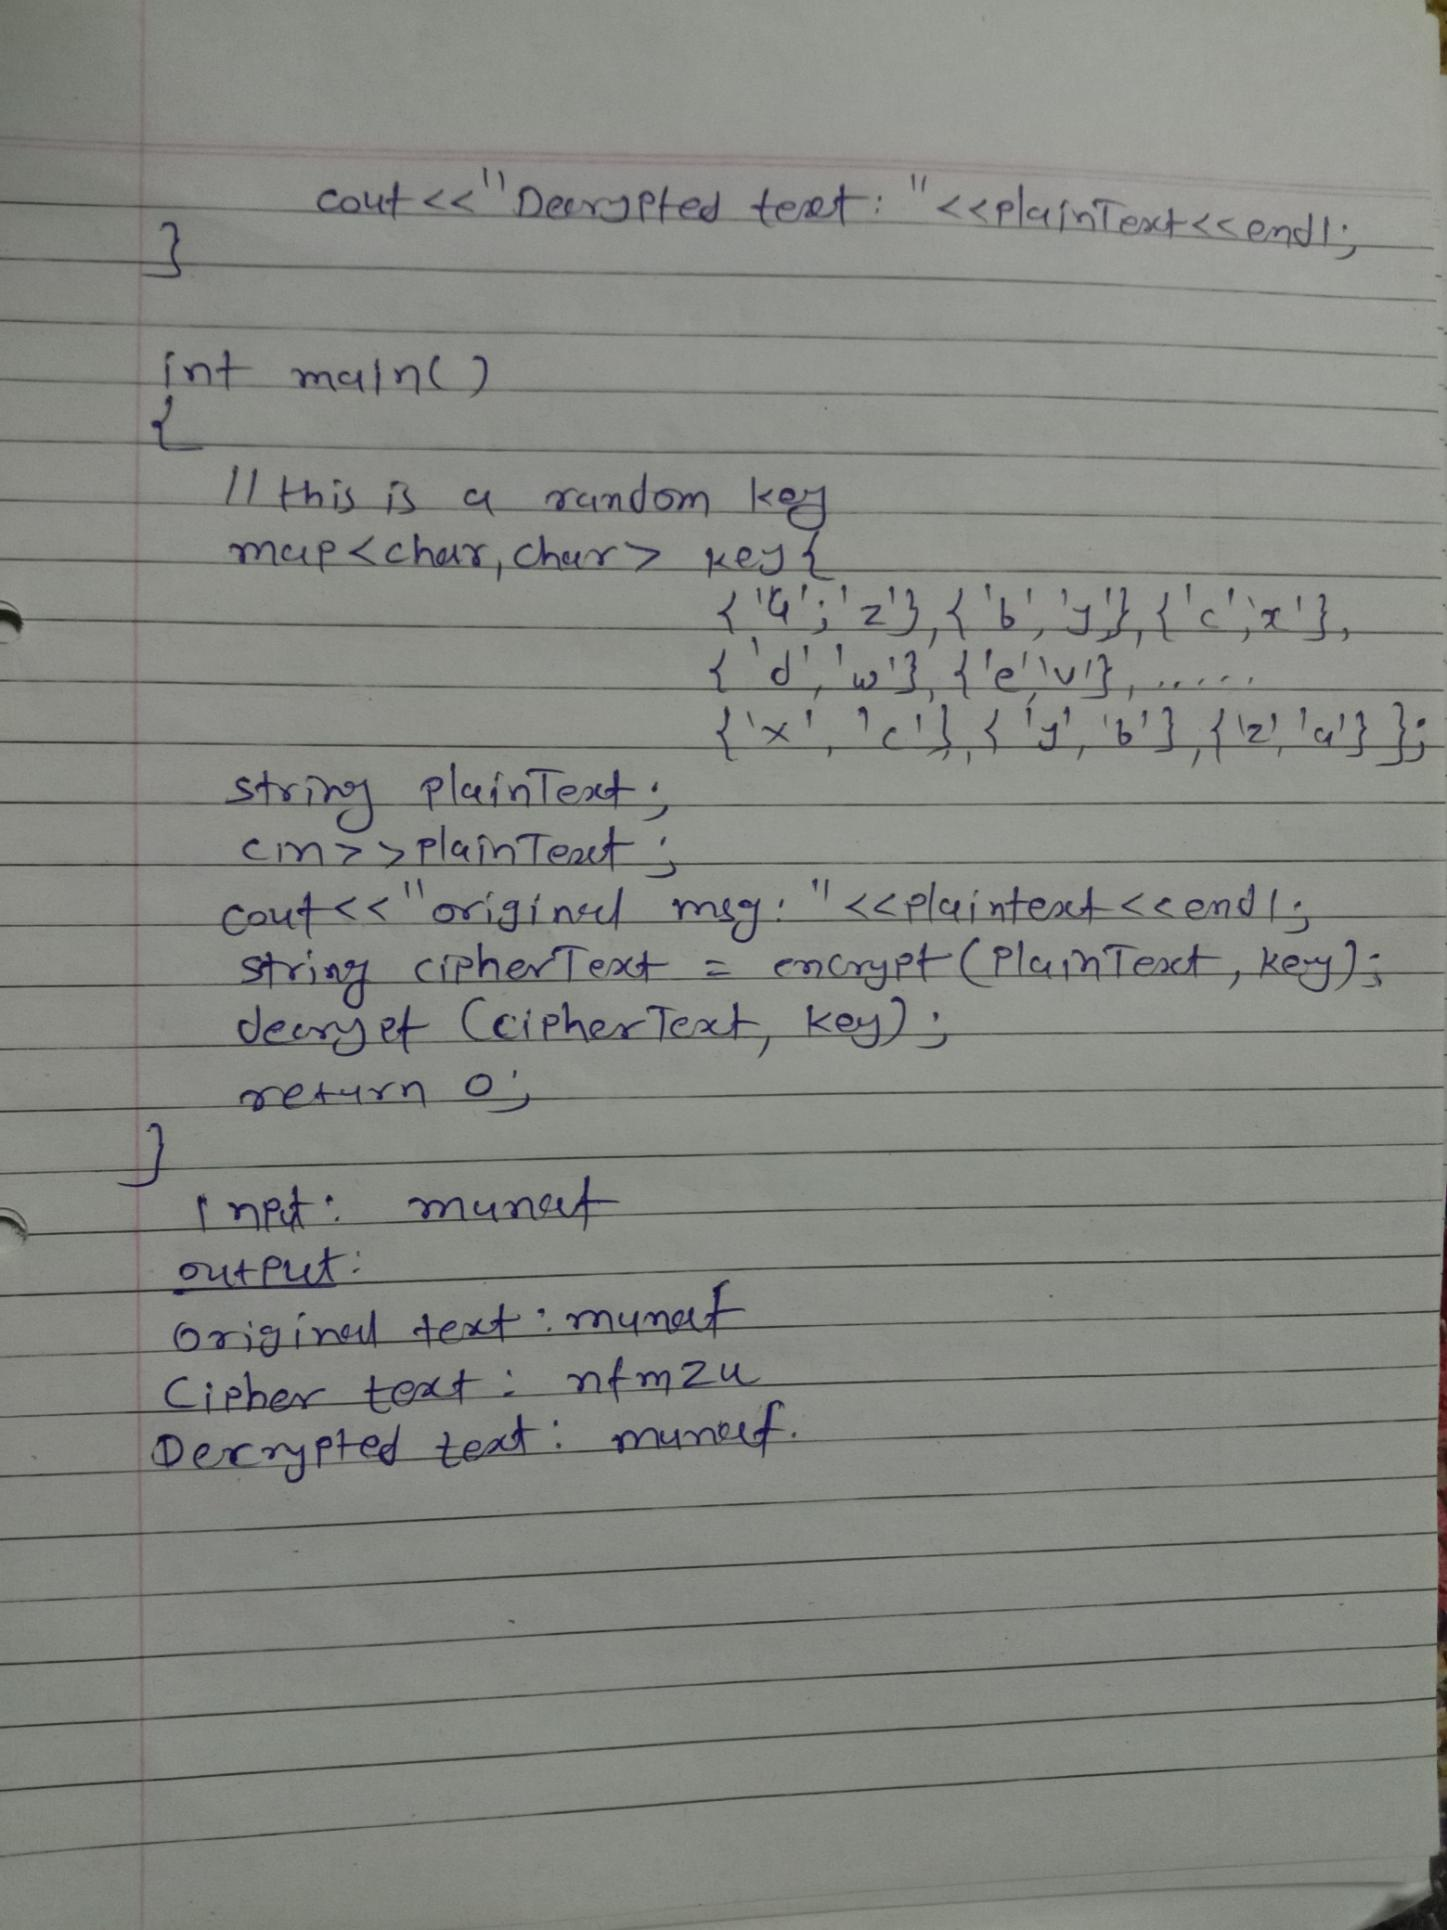 cout<<"Decrypted text: "<<plainText<<endl;
}
int main()
{
//this is a random key
map<char, char> key{
{'a','z'},{'b','y'},{'c','x'},
{'d','w'},{'e','v'},......
{'x','c'},{'y','b'},{'z','a'}};
string plainText;
cin>>plainText;
cout<<"original msg: "<<plaintext<<endl;
string cipherText = encrypt(PlainText, key);
decrypt (cipherText, key);
return 0;
}
Input: munaf
output:
Original text: munaf
Cipher text: nfmzu
Decrypted text: munaf.